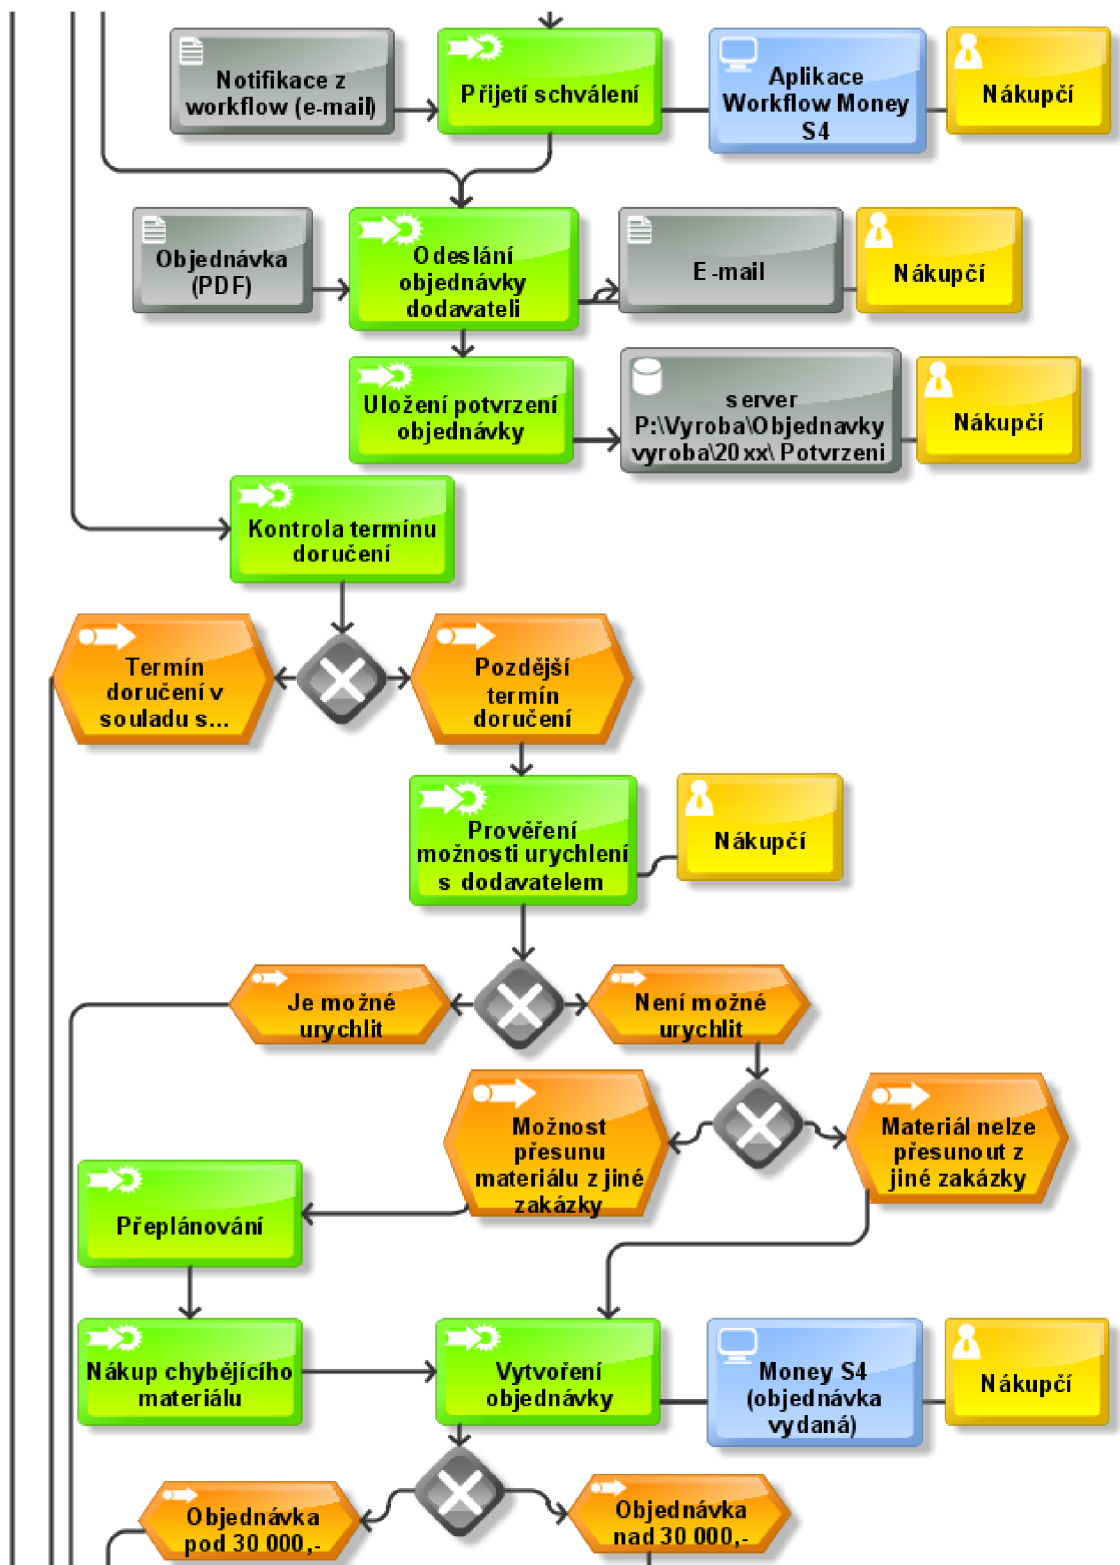 Notifikace z
workflow (e-mail)
Přijetí schválení
Aplikace
Workflow Money
S4
Nákupčí
Objednávka
(PDF)
Odeslání
objednávky
dodavateli
E-mail
Nákupčí
Uložení potvrzení
objednávky
server
P:\Vyroba\Objednavky
vyroba\20xx\ Potvrzeni
Nákupčí
Kontrola termínu
doručení
Termín
doručení v
souladu s...
Pozdější
termín
doručení
Prověření
možnosti urychlení
s dodavatelem
Nákupčí
Je možné
urychlit
Není možné
urychlit
Možnost
přesunu
materiálu z jiné
zakázky
Materiál nelze
přesunout z
jiné zakázky
Přeplánování
Nákup chybějícího
materiálu
Vytvoření
objednávky
Money S4
(objednávka
vydaná)
Nákupčí
Objednávka
pod 30 000,-
Objednávka
nad 30 000,-